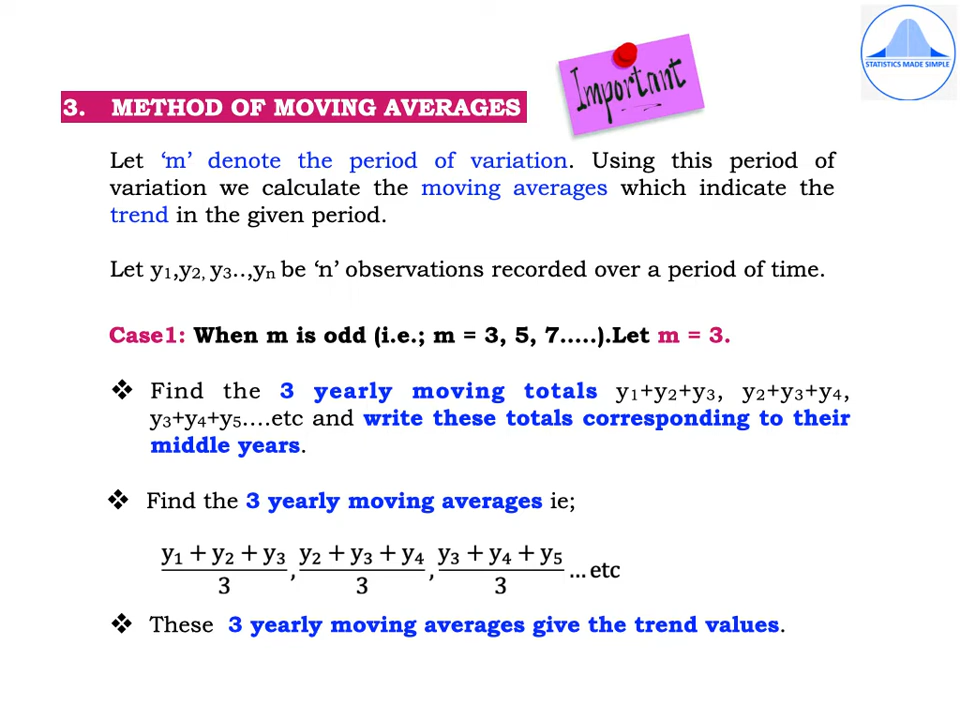 STATISTICS MADE SIMPLE
Important
3. METHOD OF MOVING AVERAGES
Let ‘m’ denote the period of variation. Using this period of
variation we calculate the moving averages which indicate the
trend in the given period.
Let y₁,y₂, y₃..,yₙ be ‘n’ observations recorded over a period of time.
Case1: When m is odd (i.e.; m = 3, 5, 7.....).Let m = 3.
❖ Find the 3 yearly moving totals y₁+y₂+y₃, y₂+y₃+y₄,
y₃+y₄+y₅....etc and write these totals corresponding to their
middle years.
❖ Find the 3 yearly moving averages ie;
y₁ + y₂ + y₃ / 3 , y₂ + y₃ + y₄ / 3 , y₃ + y₄ + y₅ / 3 ... etc
❖ These 3 yearly moving averages give the trend values.